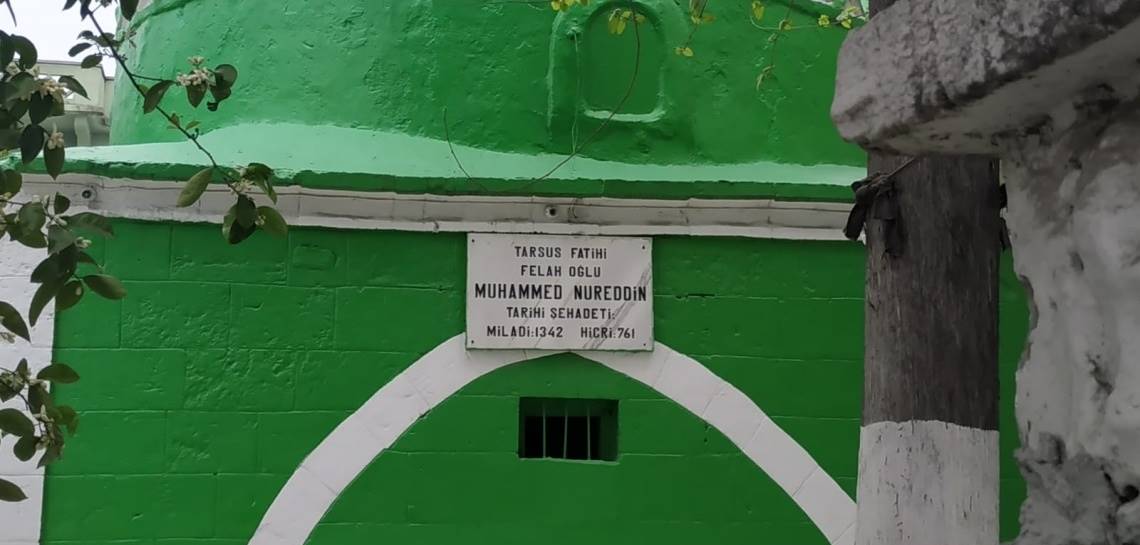 TARSUS FATİHİ
FELAH OĞLU
MUHAMMED NUREDDİN
TARİHİ ŞEHADETİ:
MİLADİ:1342 HİCRİ:761